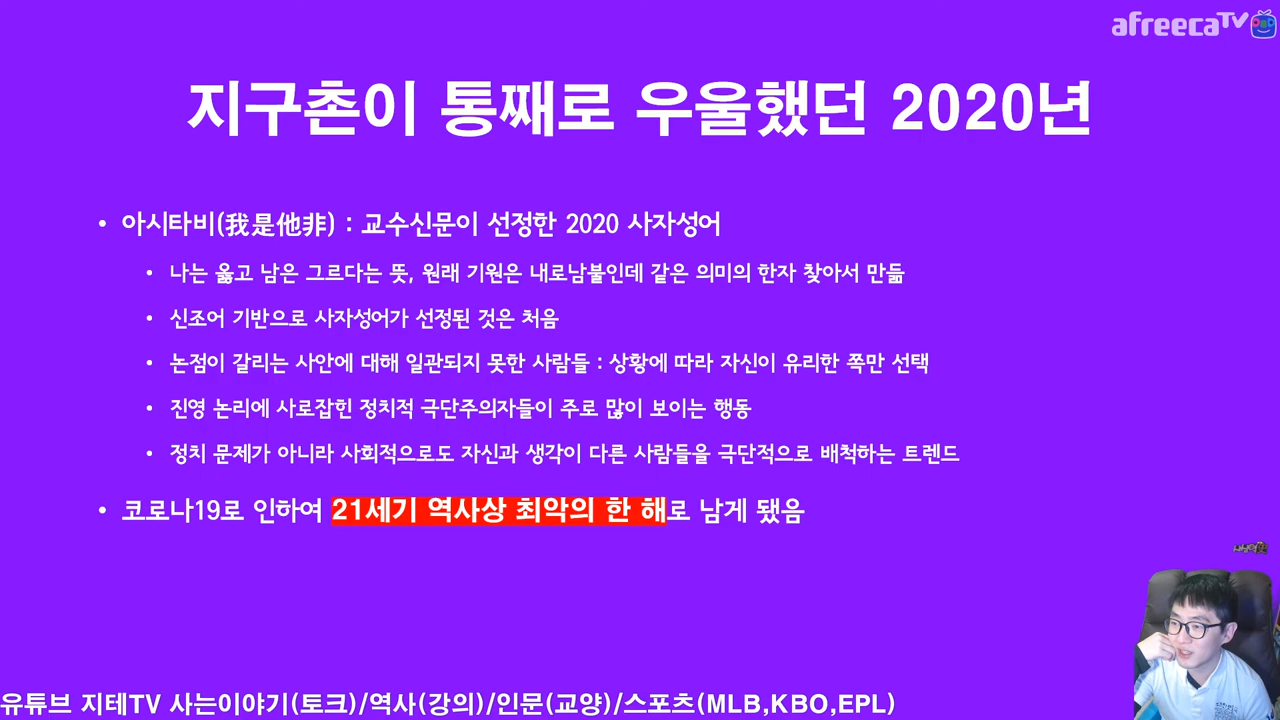 afreecaTV
지구촌이 통째로 우울했던 2020년
• 아시타비(我是他非) : 교수신문이 선정한 2020 사자성어
• 나는 옳고 남은 그르다는 뜻, 원래 기원은 내로남불인데 같은 의미의 한자 찾아서 만듦
• 신조어 기반으로 사자성어가 선정된 것은 처음
• 논점이 갈리는 사안에 대해 일관되지 못한 사람들 : 상황에 따라 자신이 유리한 쪽만 선택
• 진영 논리에 사로잡힌 정치적 극단주의자들이 주로 많이 보이는 행동
• 정치 문제가 아니라 사회적으로도 자신과 생각이 다른 사람들을 극단적으로 배척하는 트렌드
• 코로나19로 인하여 21세기 역사상 최악의 한 해로 남게 됐음
유튜브 지테TV 사는이야기(토크)/역사(강의)/인문(교양)/스포츠(MLB,KBO,EPL)